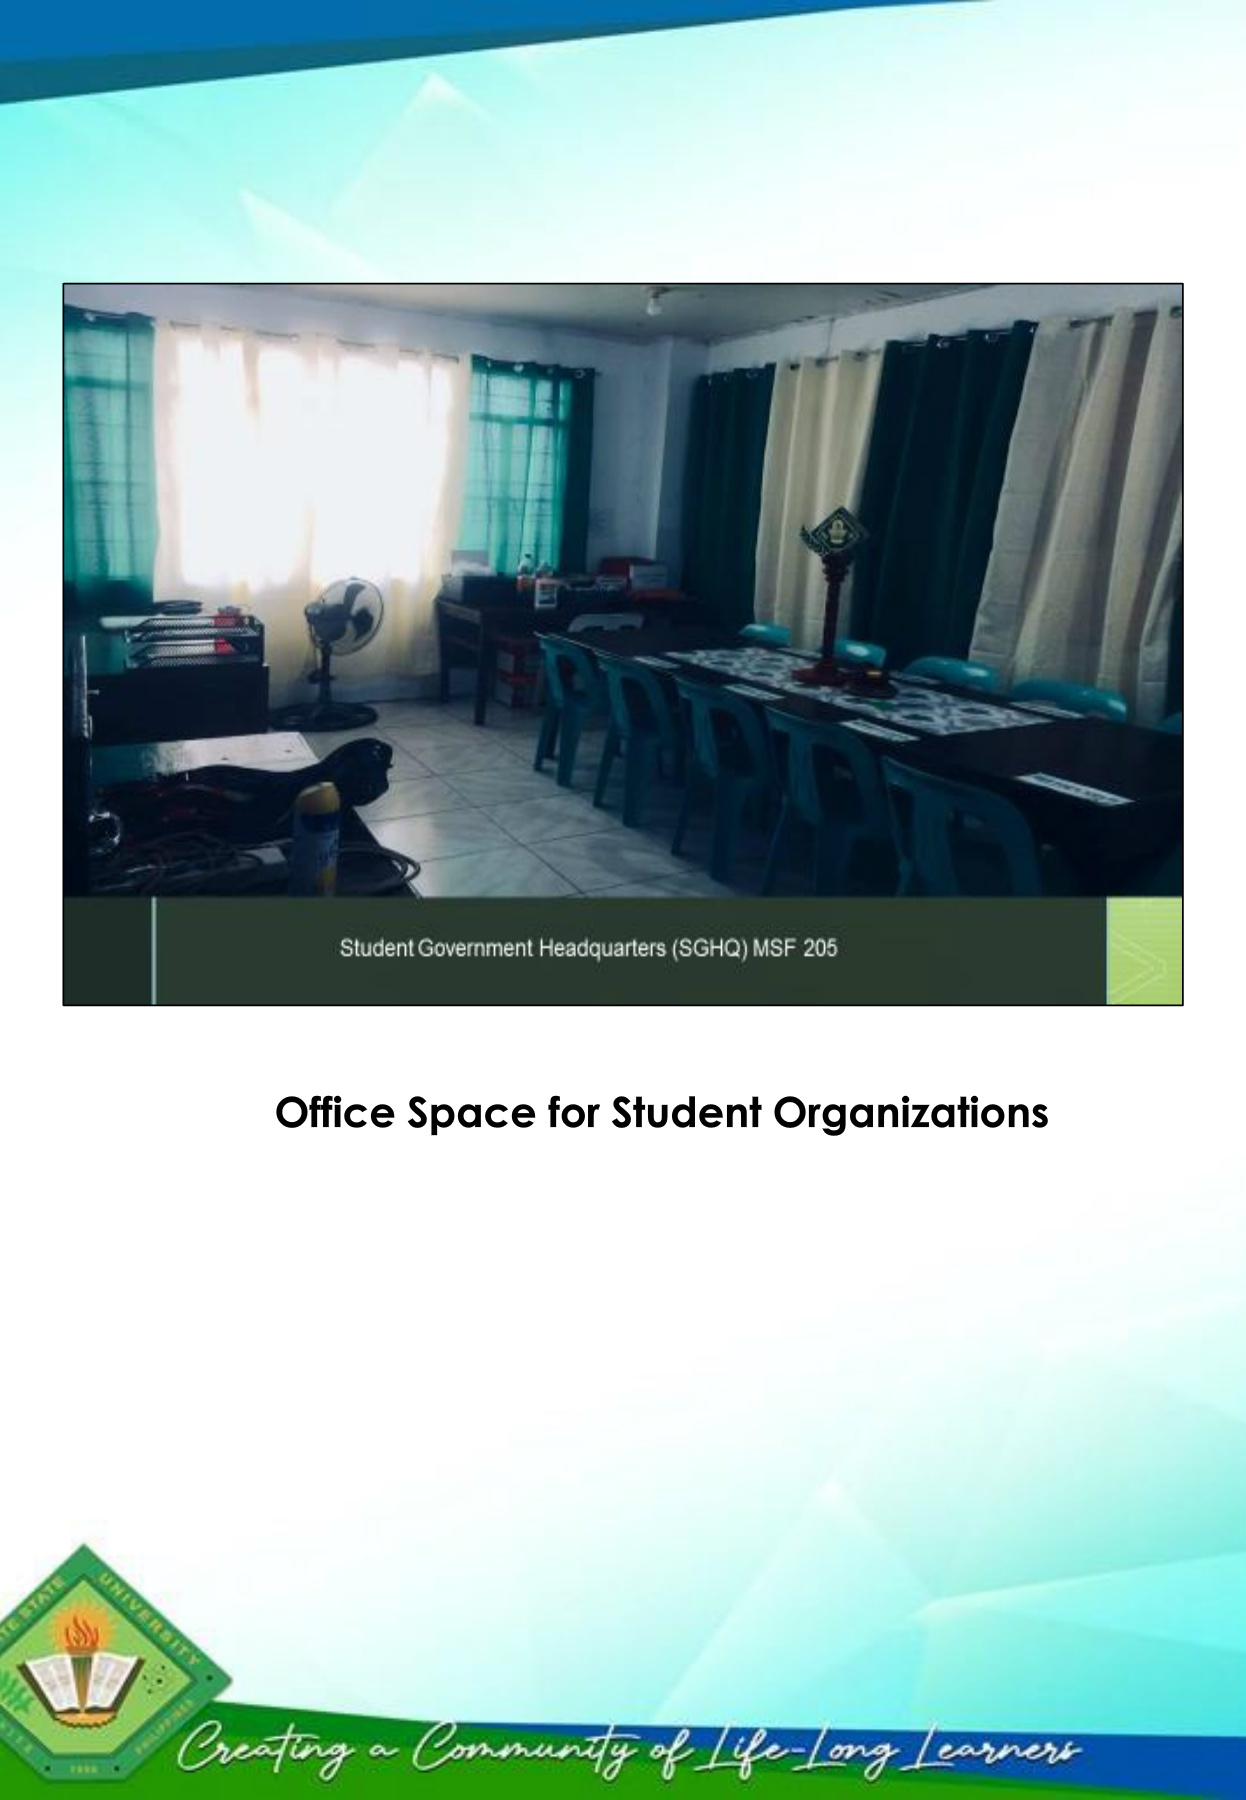 Student Government Headquarters (SGHQ) MSF 205
Office Space for Student Organizations
STATE UNIVERSITY
PHILIPPINES
Creating a Community of Life-Long Learners